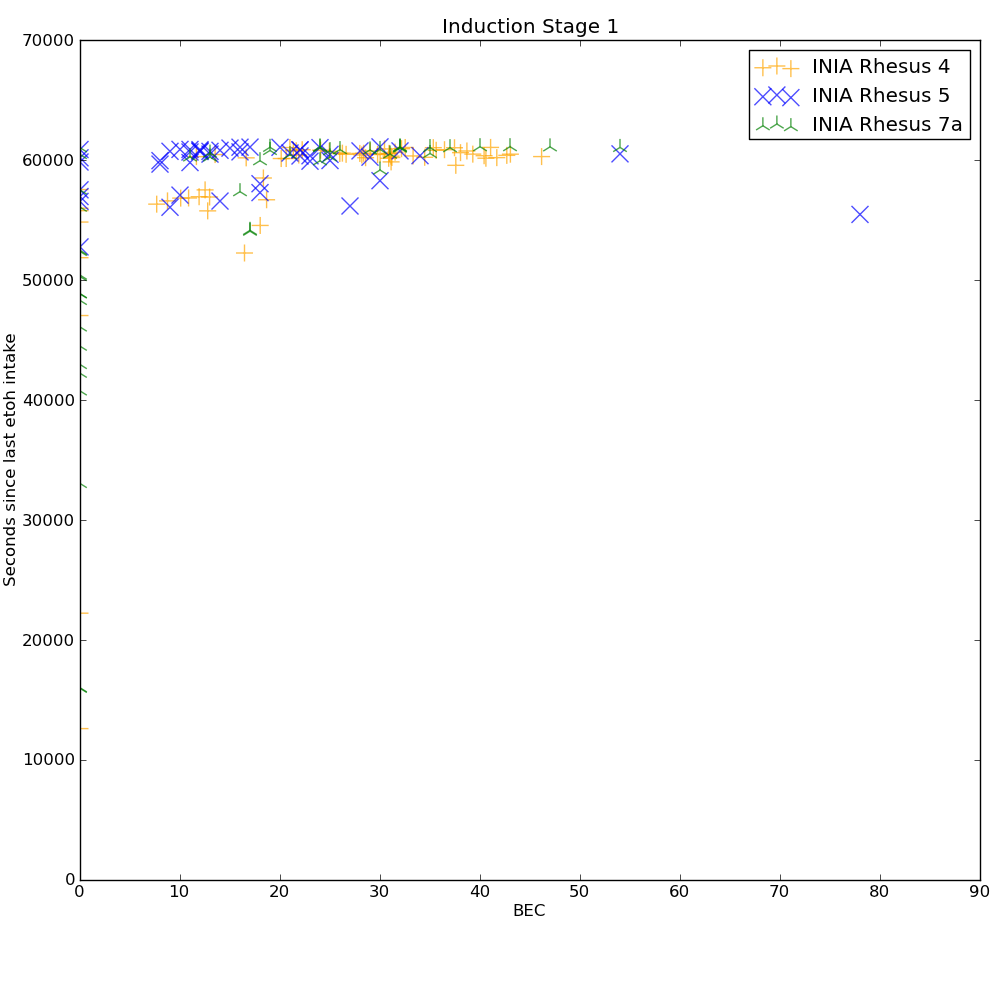 Induction Stage 1
INIA Rhesus 4
INIA Rhesus 5
INIA Rhesus 7a
Seconds since last etoh intake
70000
60000
50000
40000
30000
20000
10000
0
0 10 20 30 40 50 60 70 80 90
BEC